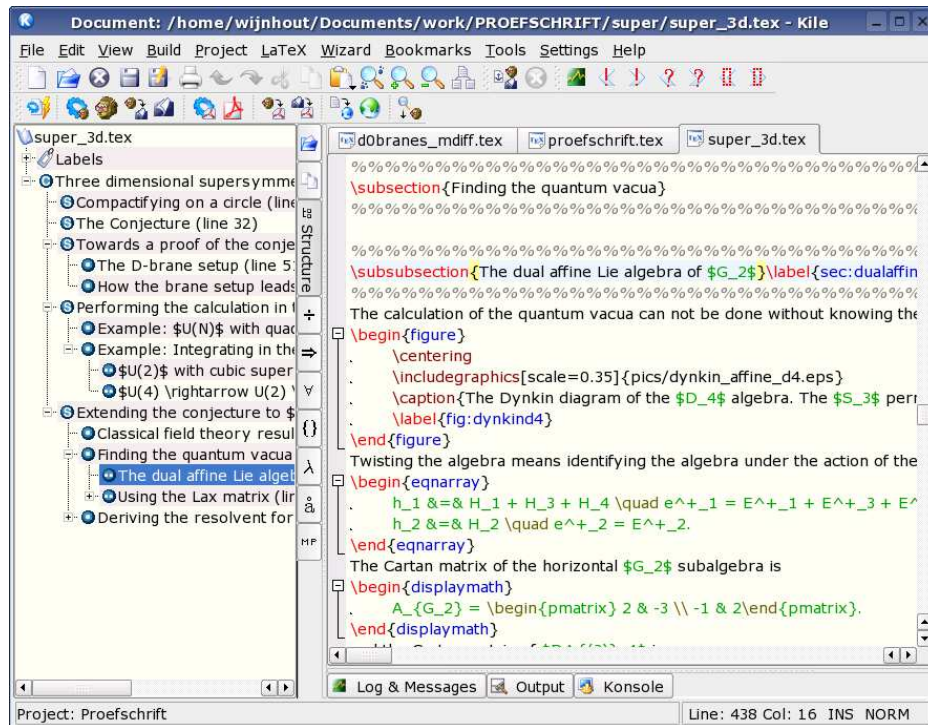 Document: /home/wijnhout/Documents/work/PROEFSCHRIFT/super/super_3d.tex - Kile
File Edit View Build Project LaTeX Wizard Bookmarks Tools Settings Help
super_3d.tex
Labels
Three dimensional supersymme
Compactifying on a circle (line
The Conjecture (line 32)
Towards a proof of the conje
The D-brane setup (line 5
How the brane setup leads
Performing the calculation in t
Example: $U(N)$ with quad
Example: Integrating in the
$U(2)$ with cubic super
$U(4) \rightarrow U(2) \
Extending the conjecture to $
Classical field theory resul
Finding the quantum vacua
The dual affine Lie algeb
Using the Lax matrix (lin
Deriving the resolvent for
Structure
{}
λ
å
MP
d0branes_mdiff.tex proefschrift.tex super_3d.tex
%%%%%%%%%%%%%%%%%%%%%%%%%%%%%%%%%%%%%%%%
\subsection{Finding the quantum vacua}
%%%%%%%%%%%%%%%%%%%%%%%%%%%%%%%%%%%%%%%%
%%%%%%%%%%%%%%%%%%%%%%%%%%%%%%%%%%%%%%%%
\subsubsection{The dual affine Lie algebra of $G_2$}\label{sec:dualaffin
%%%%%%%%%%%%%%%%%%%%%%%%%%%%%%%%%%%%%%%%
The calculation of the quantum vacua can not be done without knowing the
\begin{figure}
. \centering
. \includegraphics[scale=0.35]{pics/dynkin_affine_d4.eps}
. \caption{The Dynkin diagram of the $D_4$ algebra. The $S_3$ perr
. \label{fig:dynkind4}
\end{figure}
Twisting the algebra means identifying the algebra under the action of the
\begin{eqnarray}
. h_1 &=& H_1 + H_3 + H_4 \quad e^+_1 = E^+_1 + E^+_3 + E^
. h_2 &=& H_2 \quad e^+_2 = E^+_2.
\end{eqnarray}
The Cartan matrix of the horizontal $G_2$ subalgebra is
\begin{displaymath}
. A_{G_2} = \begin{pmatrix} 2 & -3 \\ -1 & 2\end{pmatrix}.
\end{displaymath}
Log & Messages Output Konsole
Project: Proefschrift Line: 438 Col: 16 INS NORM